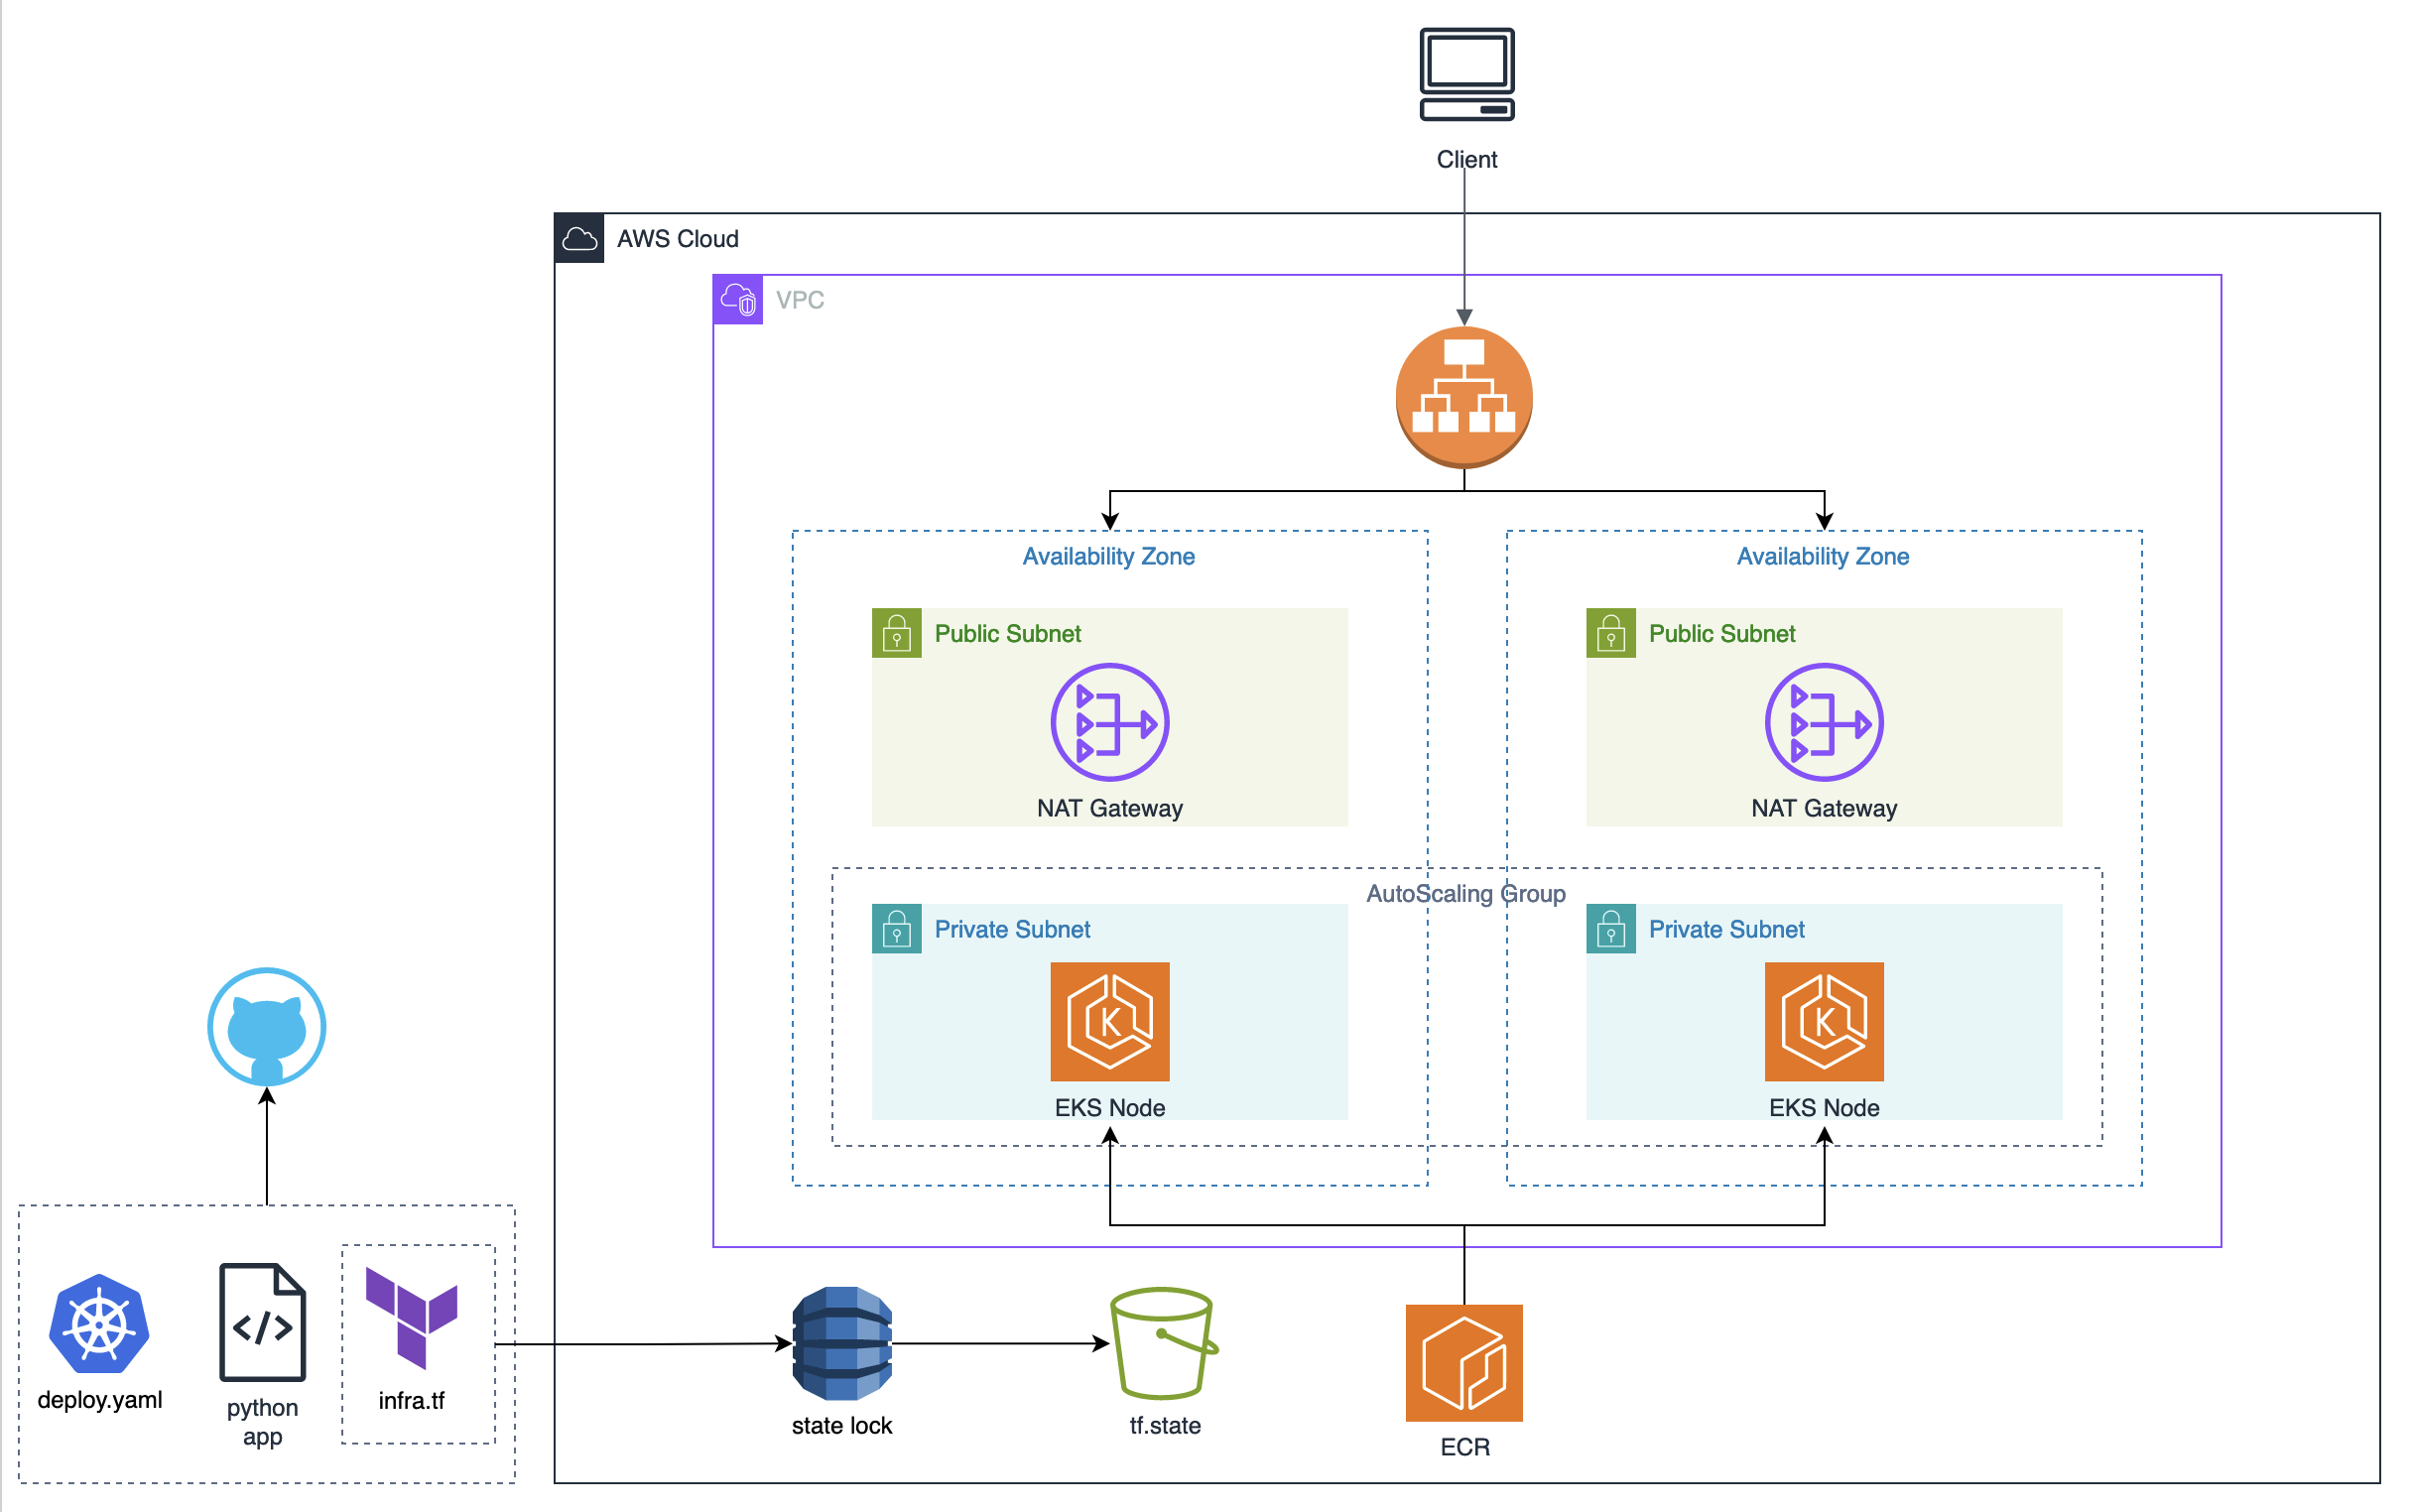 Client
AWS Cloud
VPC
Availability Zone
Availability Zone
Public Subnet
Public Subnet
NAT Gateway
NAT Gateway
AutoScaling Group
Private Subnet
Private Subnet
K
K
EKS Node
EKS Node
</>
deploy.yaml
python
app
infra.tf
state lock
tf.state
ECR